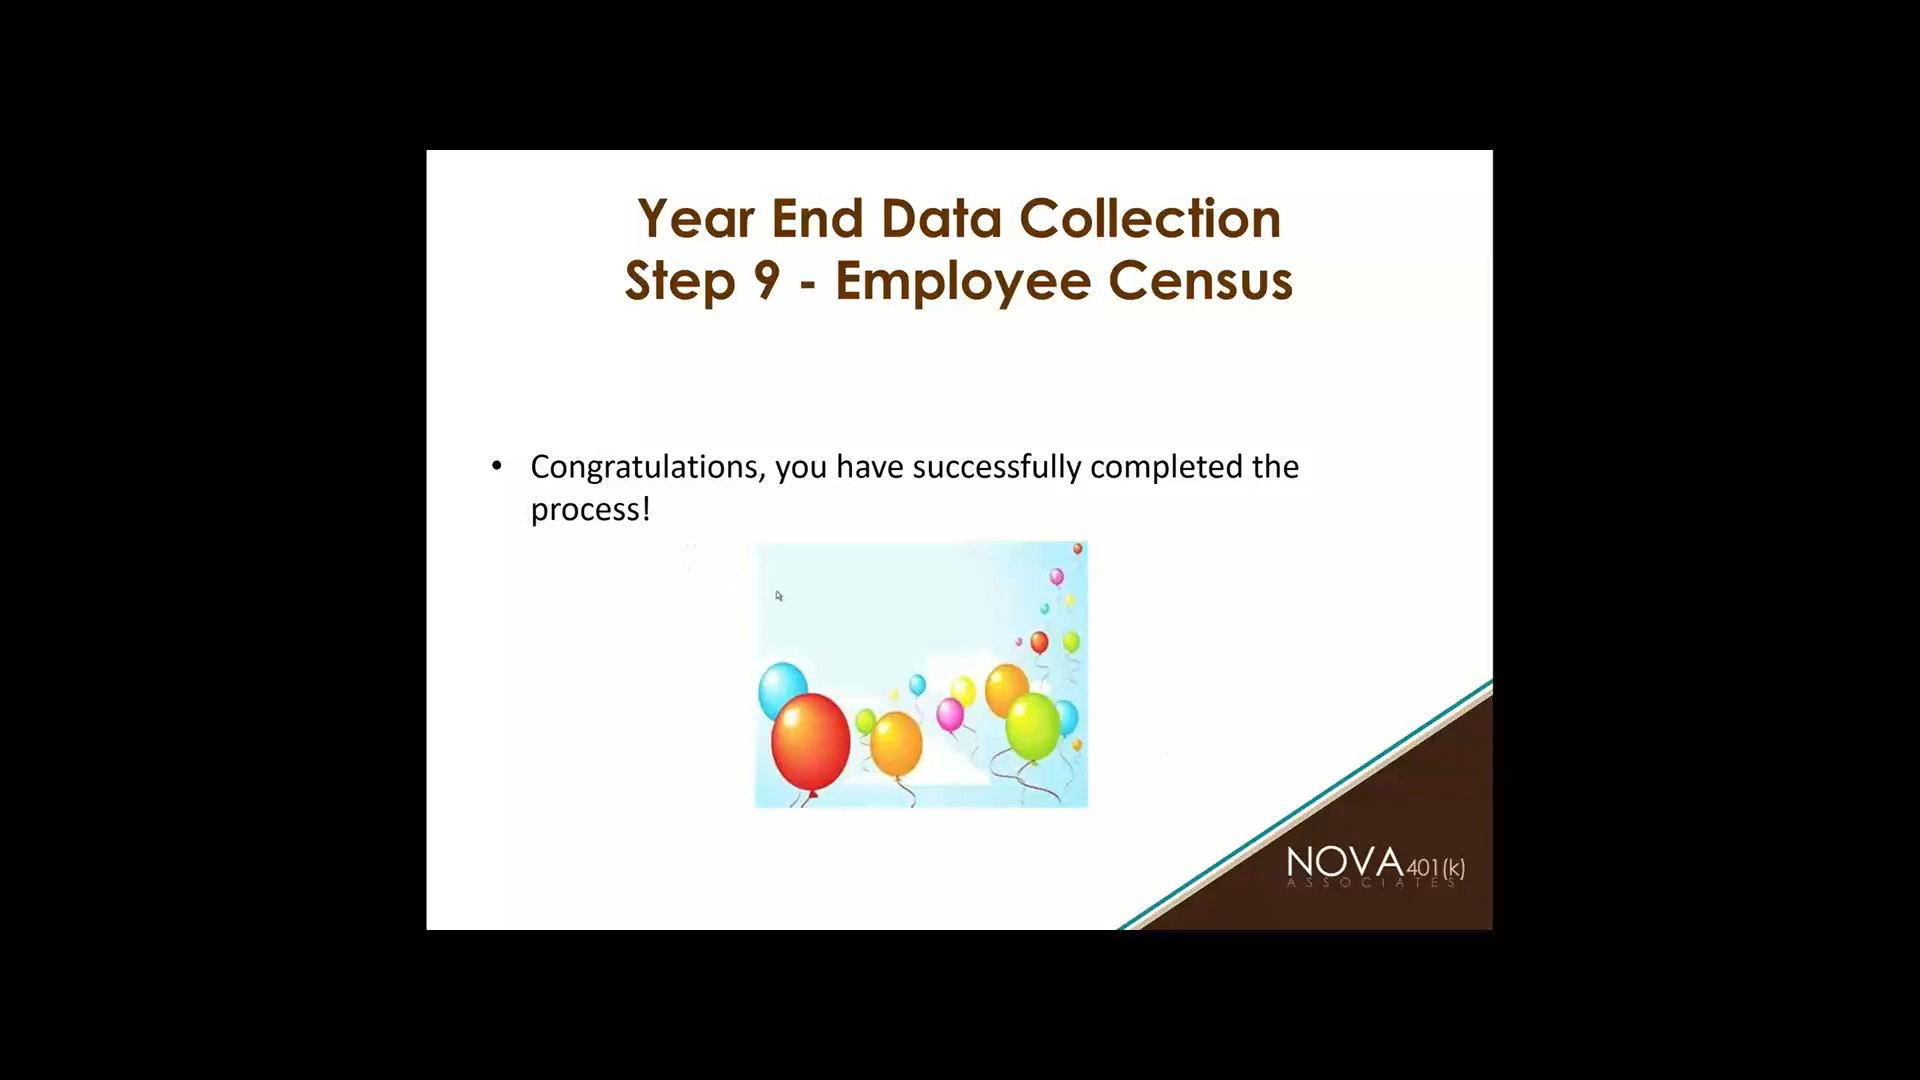 Year End Data Collection
Step 9 - Employee Census
• Congratulations, you have successfully completed the
process!
NOVA 401(k)
ASSOCIATES